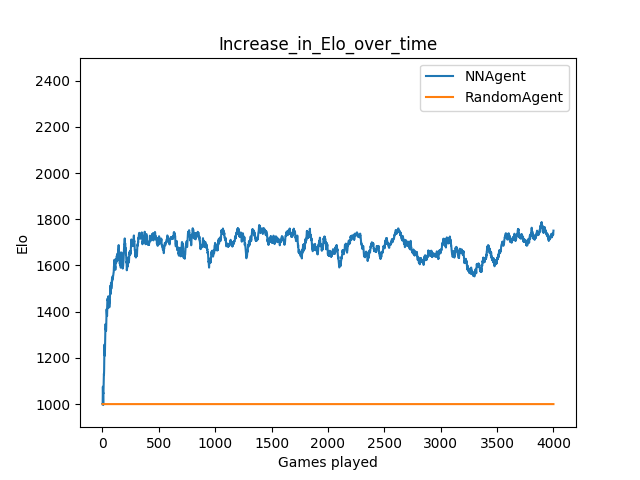 Increase_in_Elo_over_time
NNAgent
RandomAgent
Elo
2400
2200
2000
1800
1600
1400
1200
1000
0 500 1000 1500 2000 2500 3000 3500 4000
Games played